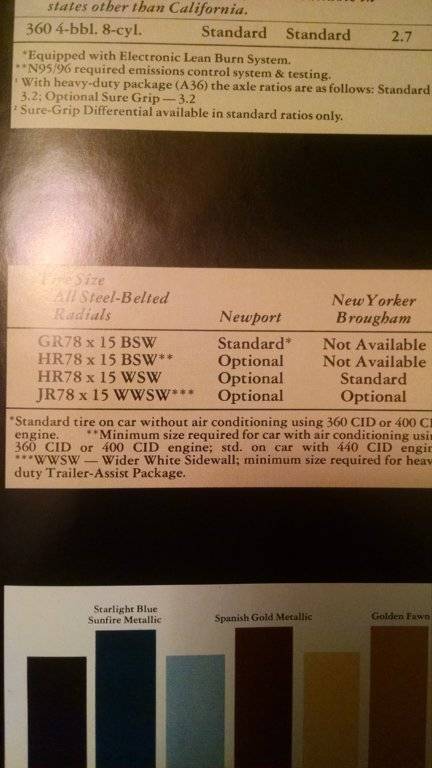 states other than California.
360 4-bbl. 8-cyl. Standard Standard 2.7
*Equipped with Electronic Lean Burn System.
**N95/96 required emissions control system & testing.
¹ With heavy-duty package (A36) the axle ratios are as follows: Standard
3.2; Optional Sure Grip — 3.2
² Sure-Grip Differential available in standard ratios only.
Tire Size
All Steel-Belted
Radials
Newport
New Yorker
Brougham
GR78 x 15 BSW Standard* Not Available
HR78 x 15 BSW** Optional Not Available
HR78 x 15 WSW Optional Standard
JR78 x 15 WWSW*** Optional Optional
*Standard tire on car without air conditioning using 360 CID or 400
engine. **Minimum size required for car with air conditioning
360 CID or 400 CID engine; std. on car with 440 CID
***WWSW — Wider White Sidewall; minimum size required for
duty Trailer-Assist Package.
Starlight Blue
Sunfire Metallic
Spanish Gold Metallic
Golden Fawn